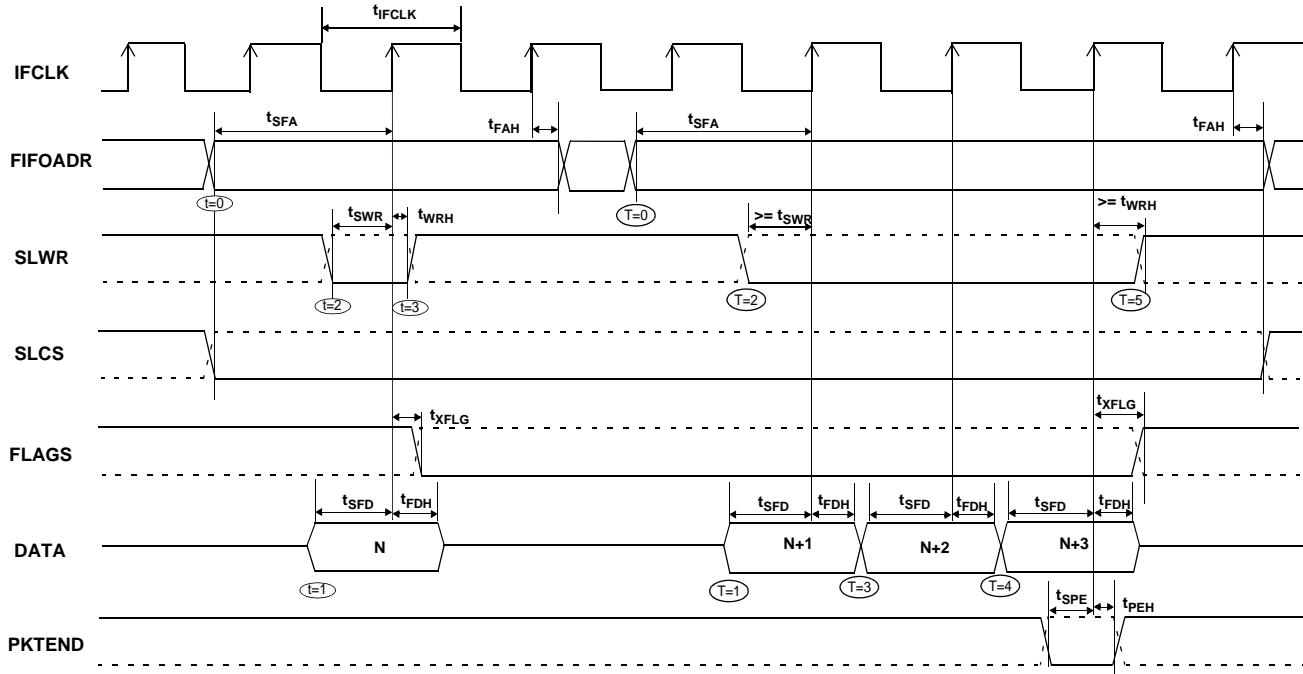 tIFCLK
IFCLK
tSFA
tFAH
tSFA
tFAH
FIFOADR
t=0
T=0
tSWR
tWRH
>= tSWR
>= tWRH
SLWR
t=2
t=3
T=2
T=5
SLCS
tXFLG
tXFLG
FLAGS
tSFD
tFDH
tSFD
tFDH
tSFD
tFDH
tSFD
tFDH
DATA
N
N+1
N+2
N+3
t=1
T=1
T=3
T=4
tSPE
tPEH
PKTEND